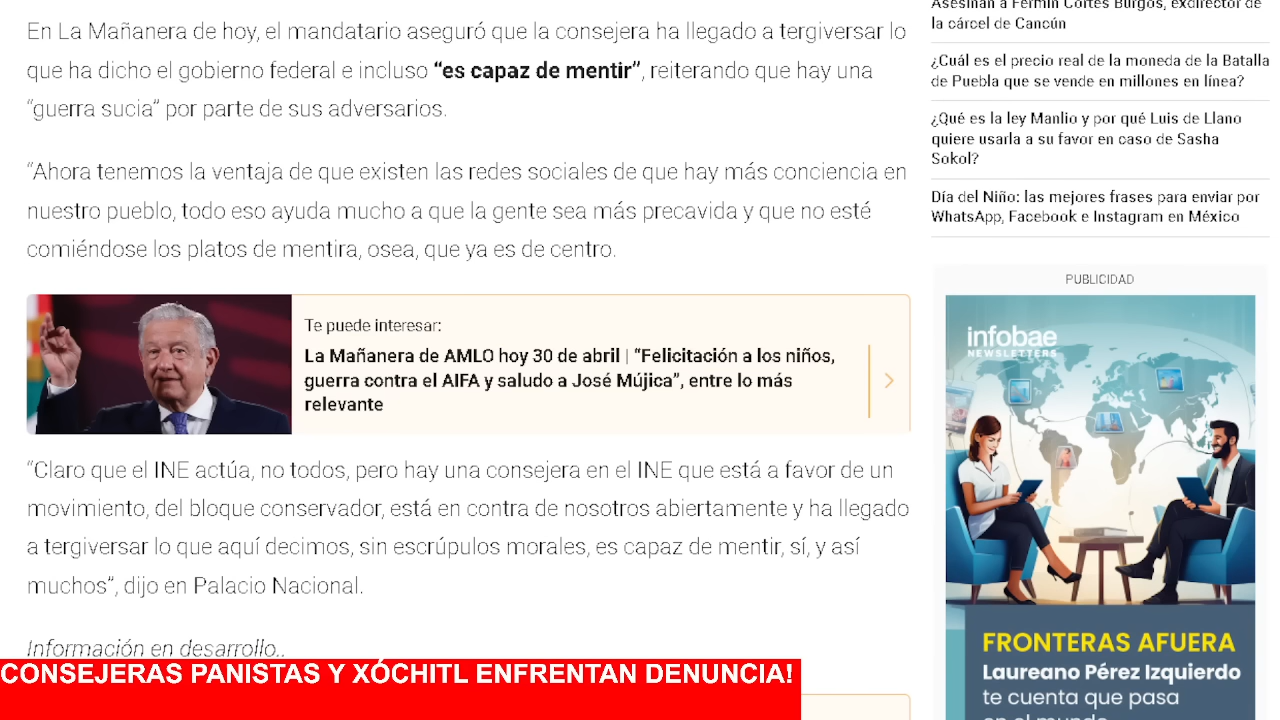 En La Mañanera de hoy, el mandatario aseguró que la consejera ha llegado a tergiversar lo
que ha dicho el gobierno federal e incluso “es capaz de mentir”, reiterando que hay una
“guerra sucia” por parte de sus adversarios.
“Ahora tenemos la ventaja de que existen las redes sociales de que hay más conciencia en
nuestro pueblo, todo eso ayuda mucho a que la gente sea más precavida y que no esté
comiéndose los platos de mentira, osea, que ya es de centro.
Te puede interesar:
La Mañanera de AMLO hoy 30 de abril | “Felicitación a los niños,
guerra contra el AIFA y saludo a José Mújica”, entre lo más
relevante
“Claro que el INE actúa, no todos, pero hay una consejera en el INE que está a favor de un
movimiento, del bloque conservador, está en contra de nosotros abiertamente y ha llegado
a tergiversar lo que aquí decimos, sin escrúpulos morales, es capaz de mentir, sí, y así
muchos”, dijo en Palacio Nacional.
Información en desarrollo..
CONSEJERAS PANISTAS Y XÓCHITL ENFRENTAN DENUNCIA!
Asesinan a Fermín Cortés Burgos, exdirector de
la cárcel de Cancún
¿Cuál es el precio real de la moneda de la Batalla
de Puebla que se vende en millones en línea?
¿Qué es la ley Manlio y por qué Luis de Llano
quiere usarla a su favor en caso de Sasha
Sokol?
Día del Niño: las mejores frases para enviar por
WhatsApp, Facebook e Instagram en México
PUBLICIDAD
infobae
NEWSLETTERS
FRONTERAS AFUERA
Laureano Pérez Izquierdo
te cuenta que pasa
en el mundo